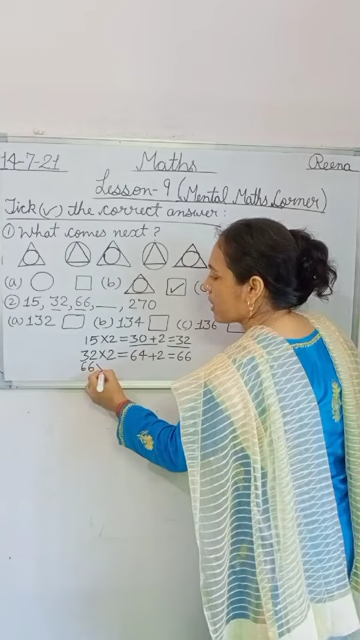 14-7-21 Maths Reena
Lesson-9 (Mental Maths Corner)
Tick (✓) the correct answer:
① What comes next?
(a) (b) ✓
② 15, 32, 66, __, 270
(a) 132 (b) 134 (c) 136
15×2=30+2=32
32×2=64+2=66
66×